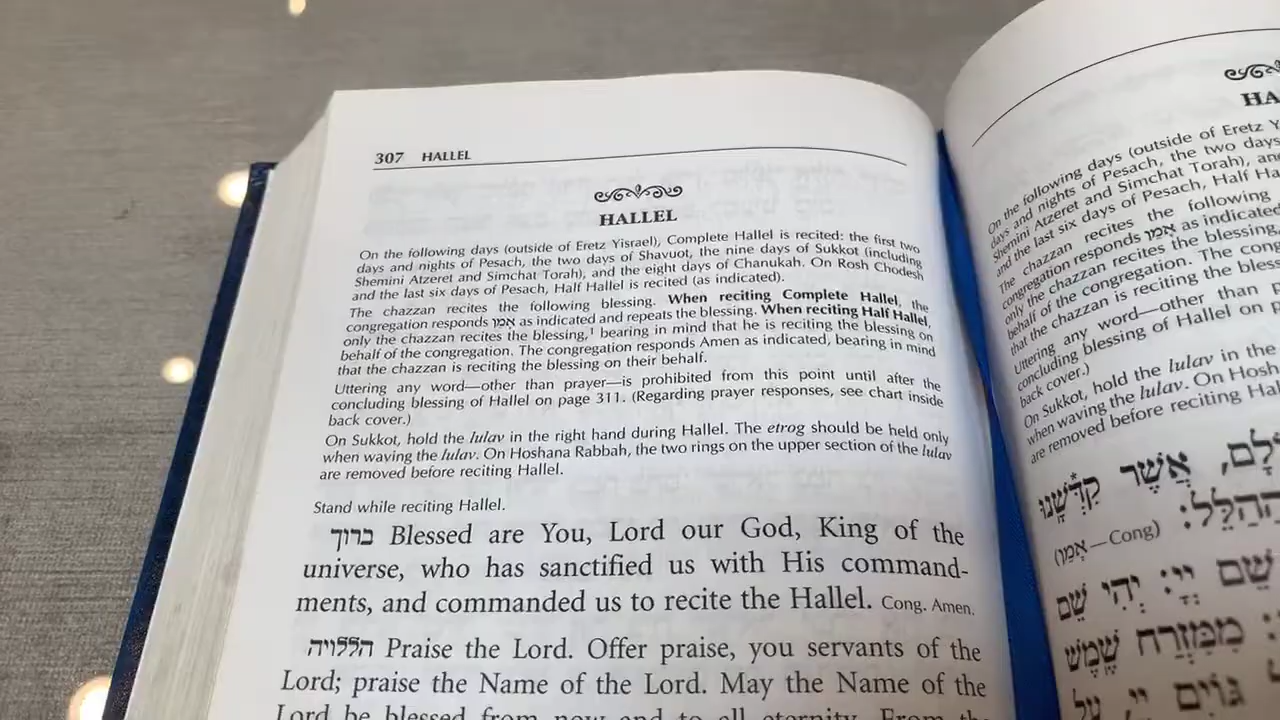 307 HALLEL
HALLEL
On the following days (outside of Eretz Yisrael), Complete Hallel is recited: the first two
days and nights of Pesach, the two days of Shavuot, the nine days of Sukkot (including
Shemini Atzeret and Simchat Torah), and the eight days of Chanukah. On Rosh Chodesh
and the last six days of Pesach, Half Hallel is recited (as indicated).
The chazzan recites the following blessing. When reciting Complete Hallel, the
congregation responds אָמֵן as indicated and repeats the blessing. When reciting Half Hallel,
only the chazzan recites the blessing,¹ bearing in mind that he is reciting the blessing on
behalf of the congregation. The congregation responds Amen as indicated, bearing in mind
that the chazzan is reciting the blessing on their behalf.
Uttering any word—other than prayer—is prohibited from this point until after the
concluding blessing of Hallel on page 311. (Regarding prayer responses, see chart inside
back cover.)
On Sukkot, hold the lulav in the right hand during Hallel. The etrog should be held only
when waving the lulav. On Hoshana Rabbah, the two rings on the upper section of the lulav
are removed before reciting Hallel.
Stand while reciting Hallel.
ברוך Blessed are You, Lord our God, King of the
universe, who has sanctified us with His command-
ments, and commanded us to recite the Hallel. Cong. Amen.
הללויה Praise the Lord. Offer praise, you servants of the
Lord; praise the Name of the Lord. May the Name of the
Lord be blessed from now and to all eternity. From the
HA
On the following days (outside of Eretz Y
days and nights of Pesach, the two days
Shemini Atzeret and Simchat Torah), an
and the last six days of Pesach, Half Ha
The chazzan recites the following
congregation responds אָמֵן as indicated
only the chazzan recites the blessing,
behalf of the congregation. The cong
that the chazzan is reciting the bless
Uttering any word—other than p
concluding blessing of Hallel on p
back cover.)
On Sukkot, hold the lulav in the
when waving the lulav. On Hosh
are removed before reciting Hal
אֲשֶׁר קִדְּשָׁנוּ
הַהַלֵּל:
(אָמֵן—Cong)
שֵׁם יְיָ: יְהִי שֵׁם
מִמִּזְרַח שֶׁמֶשׁ
גּוֹיִם יְיָ, עַל